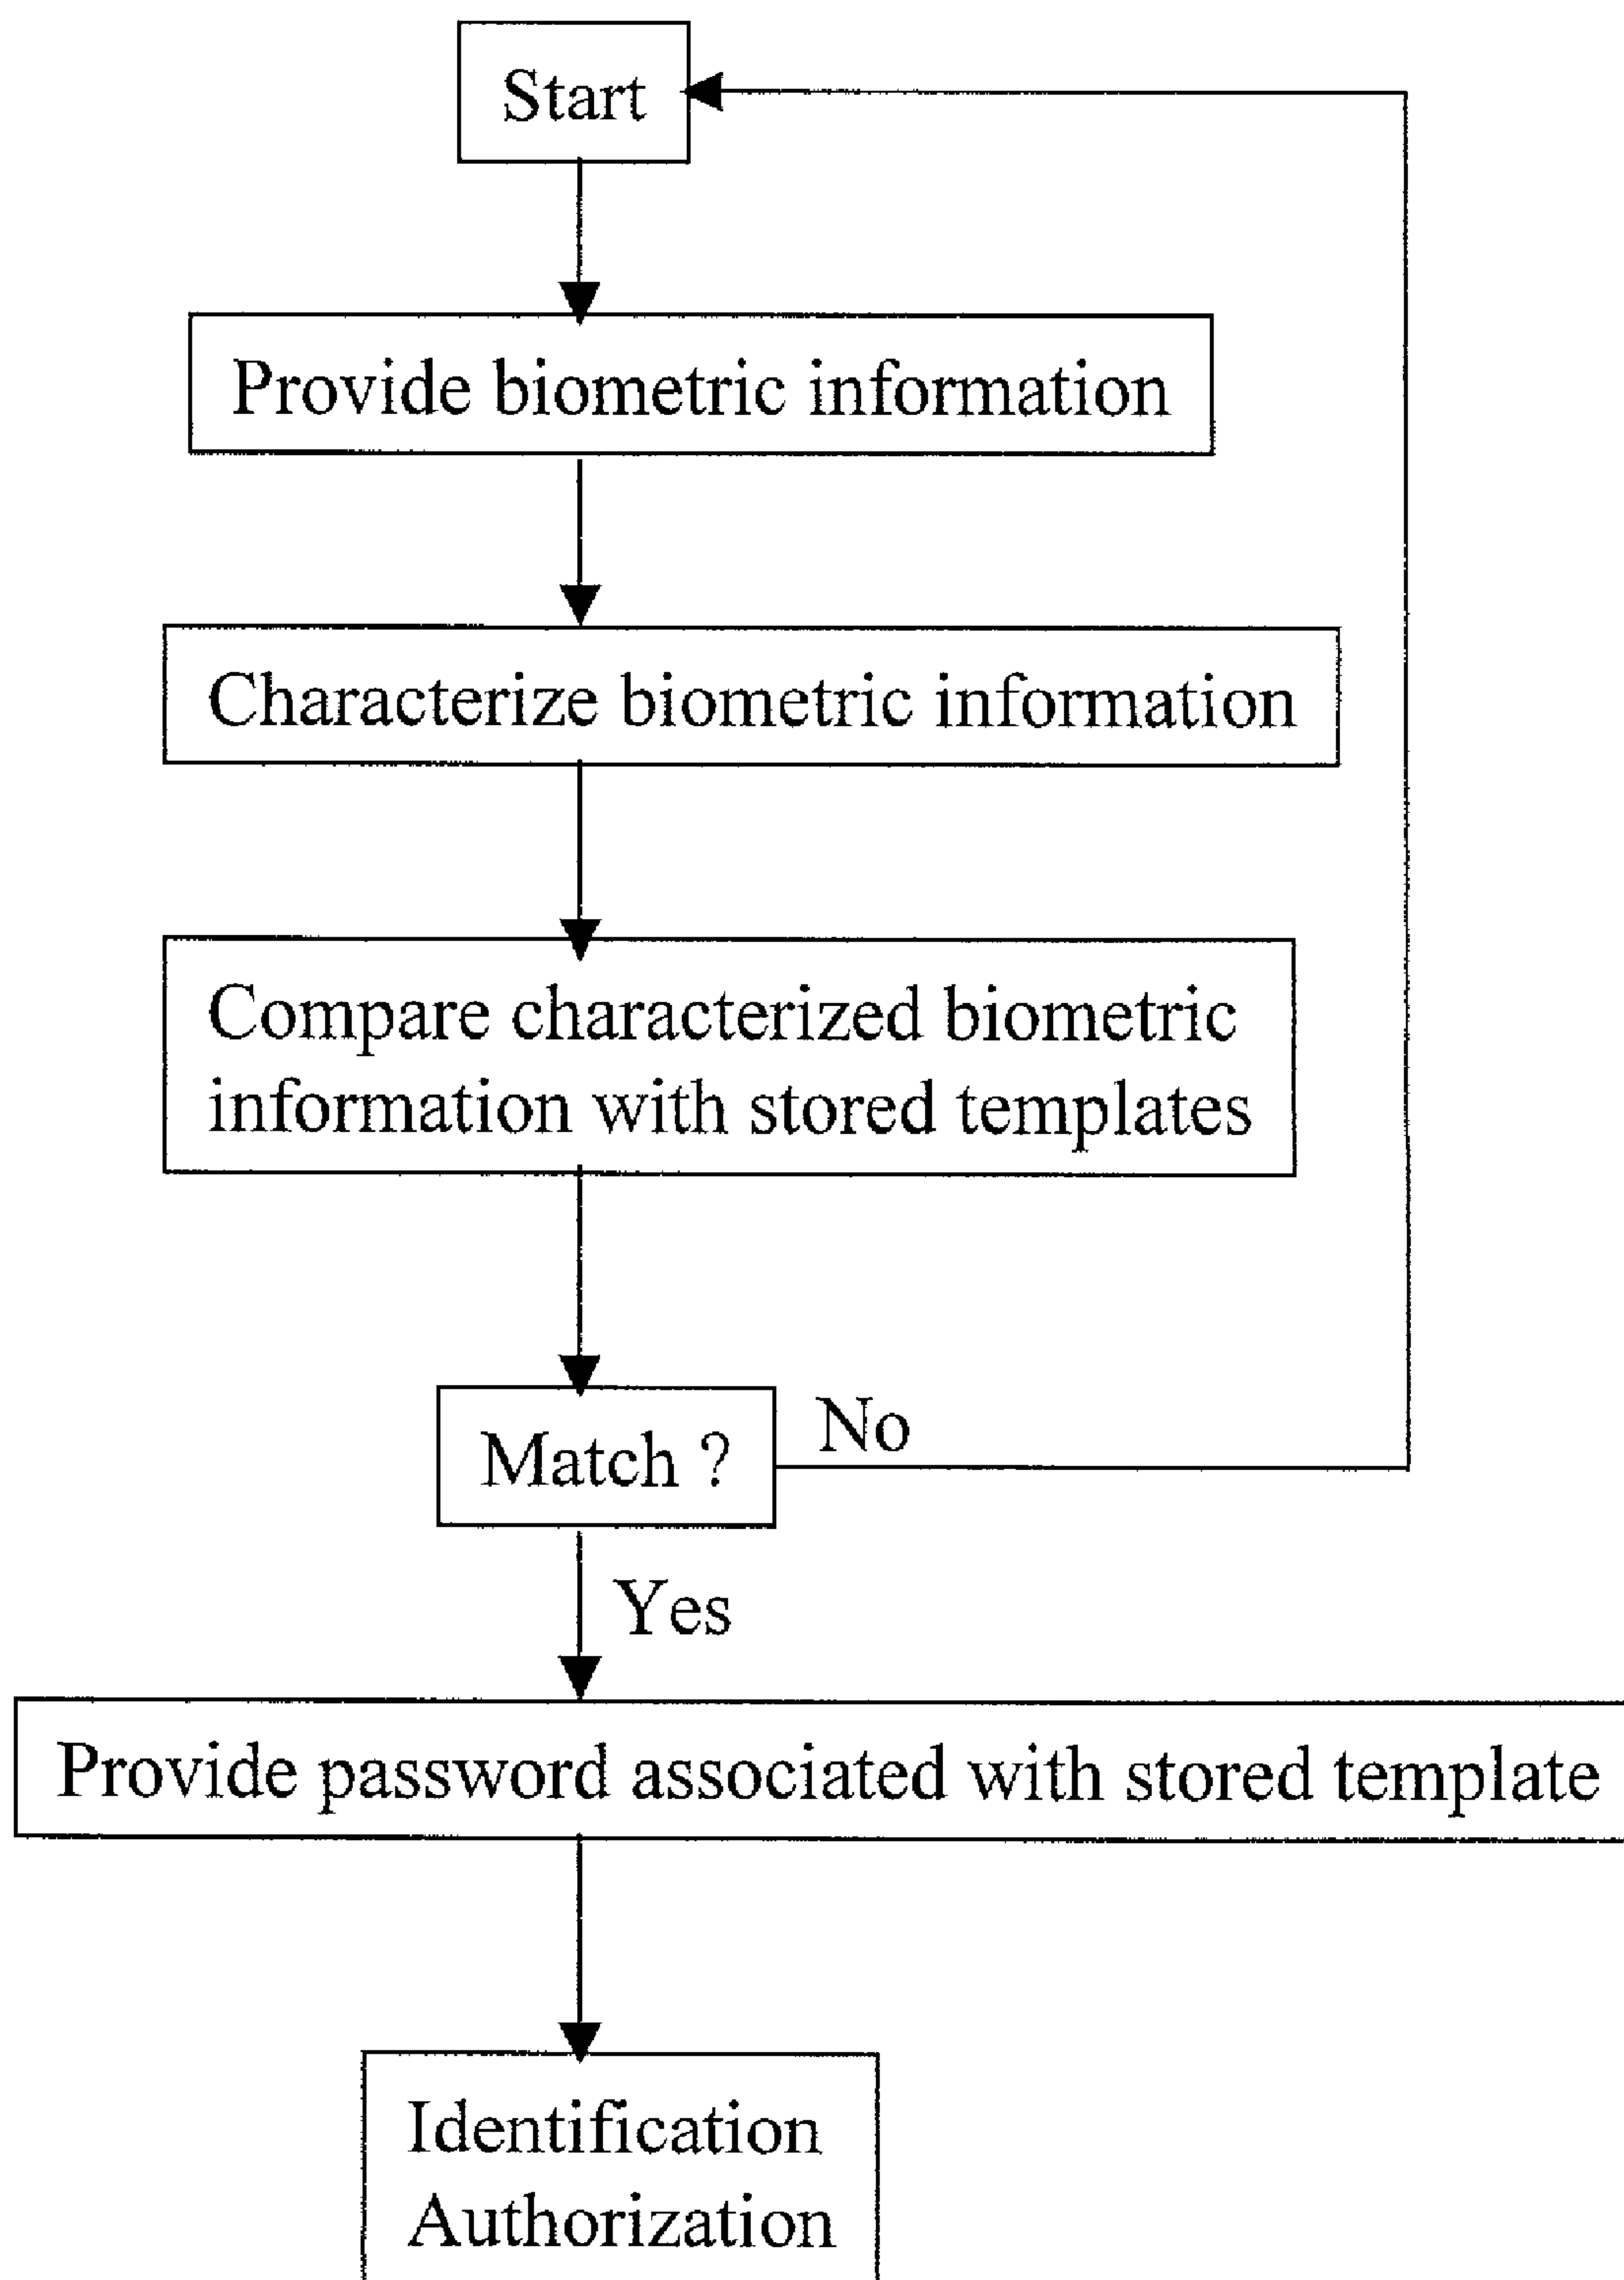 Start
Provide biometric information
Characterize biometric information
Compare characterized biometric
information with stored templates
Match ?
No
Yes
Provide password associated with stored template
Identification
Authorization